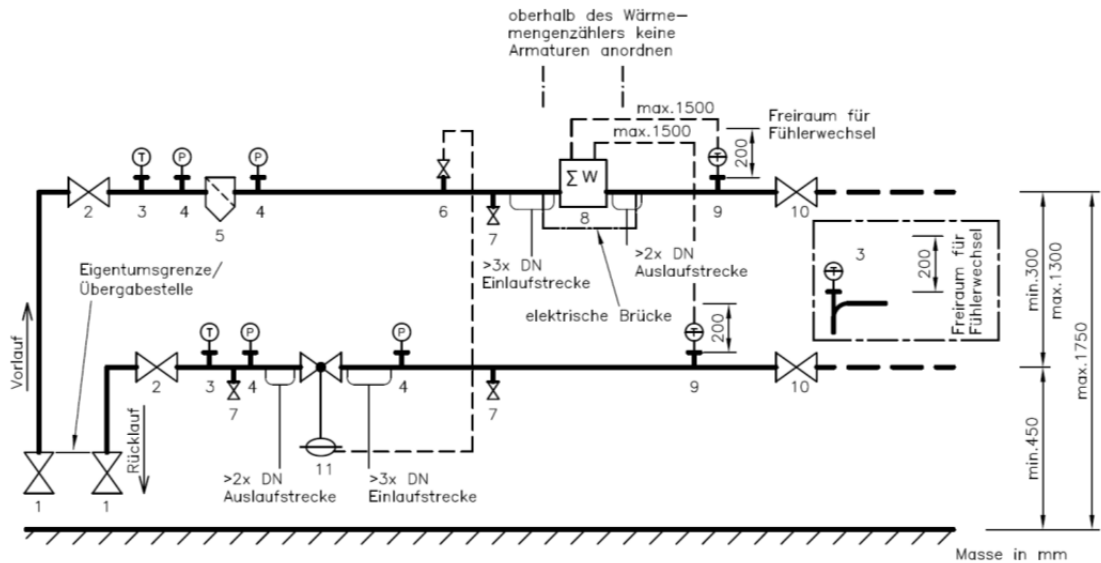 oberhalb des Wärme-
mengenzählers keine
Armaturen anordnen
max.1500
max.1500
Freiraum für
Fühlerwechsel
200
T
P
P
T
Σ W
2
3
4
5
4
6
7
8
9
10
>3x DN
Einlaufstrecke
>2x DN
Auslaufstrecke
elektrische Brücke
3
T
200
Freiraum für
Fühlerwechsel
min.300
max.1300
max.1750
Eigentumsgrenze/
Übergabestelle
Vorlauf
Rücklauf
T
P
P
T
200
2
3
7
4
4
7
9
10
11
>2x DN
Auslaufstrecke
>3x DN
Einlaufstrecke
1
1
min.450
Masse in mm